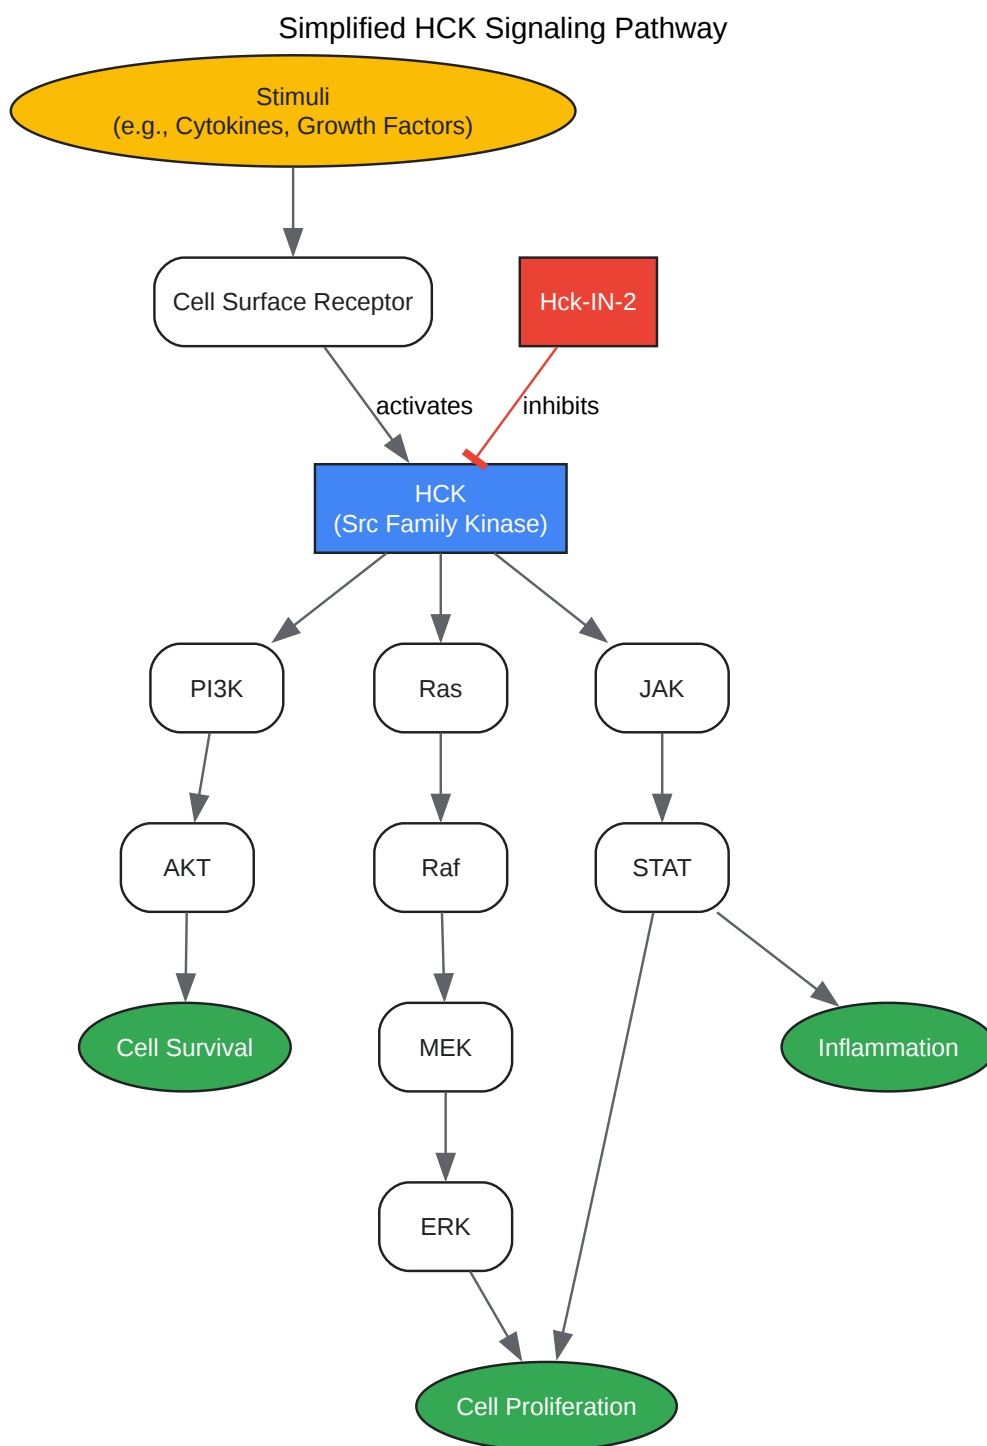 Simplified HCK Signaling Pathway
Stimuli
(e.g., Cytokines, Growth Factors)
Cell Surface Receptor
Hck-IN-2
activates
inhibits
HCK
(Src Family Kinase)
PI3K
Ras
JAK
AKT
Raf
STAT
Cell Survival
MEK
Inflammation
ERK
Cell Proliferation